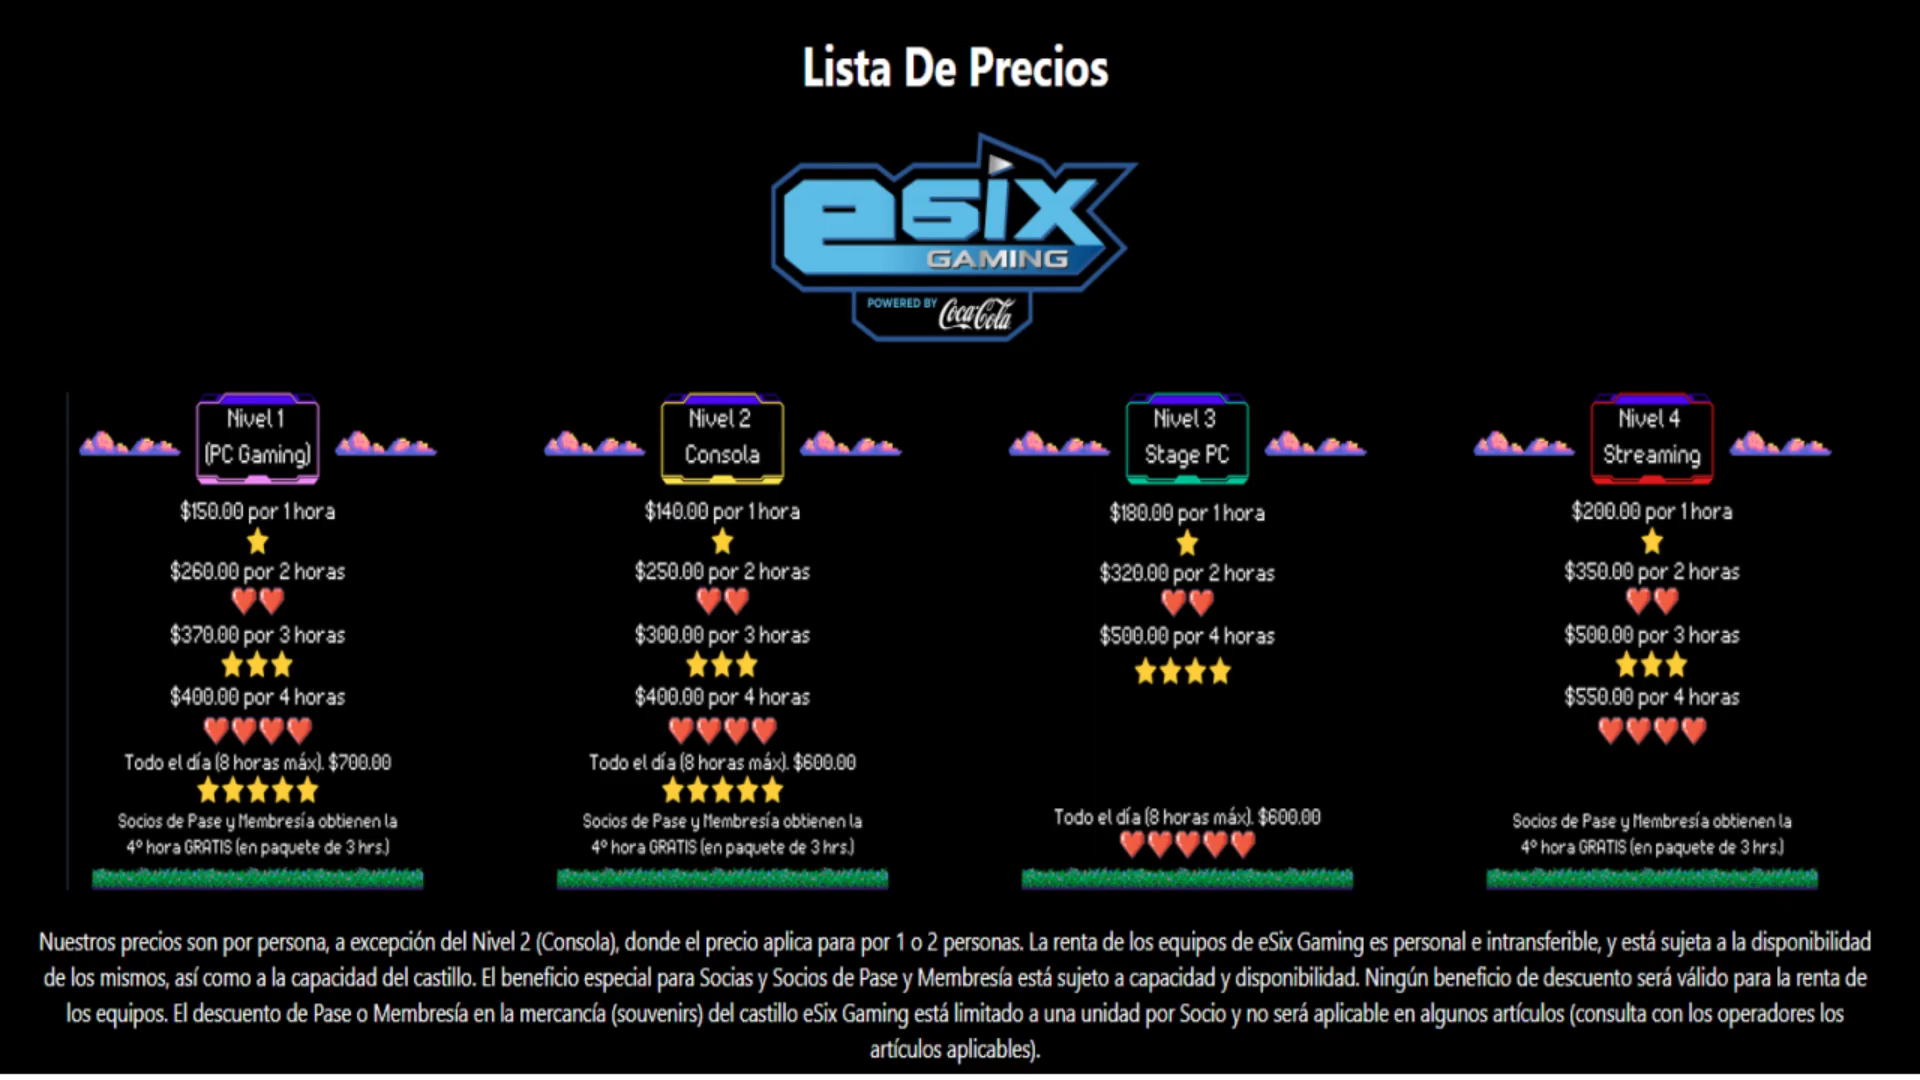 Lista De Precios
esix
GAMING
POWERED BY Coca-Cola
Nivel 1
(PC Gaming)
$150.00 por 1 hora
$260.00 por 2 horas
$370.00 por 3 horas
$400.00 por 4 horas
Todo el día (8 horas máx). $700.00
Socios de Pase y Membresía obtienen la
4º hora GRATIS (en paquete de 3 hrs.)
Nivel 2
Consola
$140.00 por 1 hora
$250.00 por 2 horas
$300.00 por 3 horas
$400.00 por 4 horas
Todo el día (8 horas máx). $600.00
Socios de Pase y Membresía obtienen la
4º hora GRATIS (en paquete de 3 hrs.)
Nivel 3
Stage PC
$180.00 por 1 hora
$320.00 por 2 horas
$500.00 por 4 horas
Todo el día (8 horas máx). $600.00
Nivel 4
Streaming
$200.00 por 1 hora
$350.00 por 2 horas
$500.00 por 3 horas
$550.00 por 4 horas
Socios de Pase y Membresía obtienen la
4º hora GRATIS (en paquete de 3 hrs.)
Nuestros precios son por persona, a excepción del Nivel 2 (Consola), donde el precio aplica para por 1 o 2 personas. La renta de los equipos de eSix Gaming es personal e intransferible, y está sujeta a la disponibilidad
de los mismos, así como a la capacidad del castillo. El beneficio especial para Socias y Socios de Pase y Membresía está sujeto a capacidad y disponibilidad. Ningún beneficio de descuento será válido para la renta de
los equipos. El descuento de Pase o Membresía en la mercancía (souvenirs) del castillo eSix Gaming está limitado a una unidad por Socio y no será aplicable en algunos artículos (consulta con los operadores los
artículos aplicables).